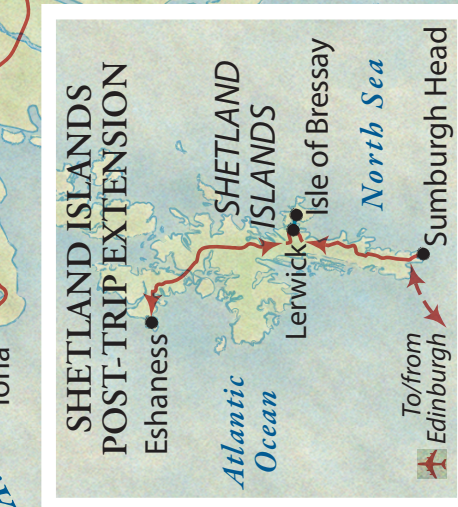 SHETLAND ISLANDS
POST-TRIP EXTENSION
Eshaness
SHETLAND
ISLANDS
Atlantic
Ocean
Lerwick
Isle of Bressay
North Sea
Sumburgh Head
To/from
Edinburgh
Iona